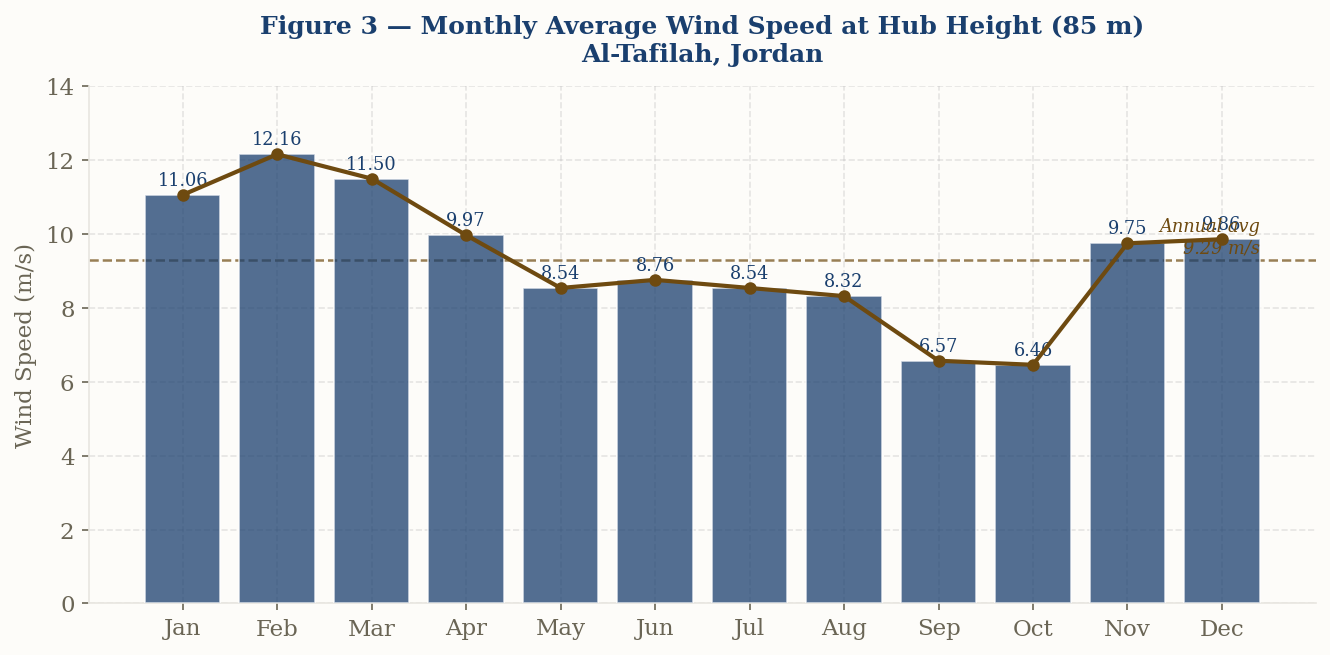 Figure 3 — Monthly Average Wind Speed at Hub Height (85 m)
Al-Tafilah, Jordan
Wind Speed (m/s)
14
12
10
8
6
4
2
0
11.06
12.16
11.50
9.97
8.54
8.76
8.54
8.32
6.57
6.46
9.75
9.86
Annual avg
9.29 m/s
Jan
Feb
Mar
Apr
May
Jun
Jul
Aug
Sep
Oct
Nov
Dec